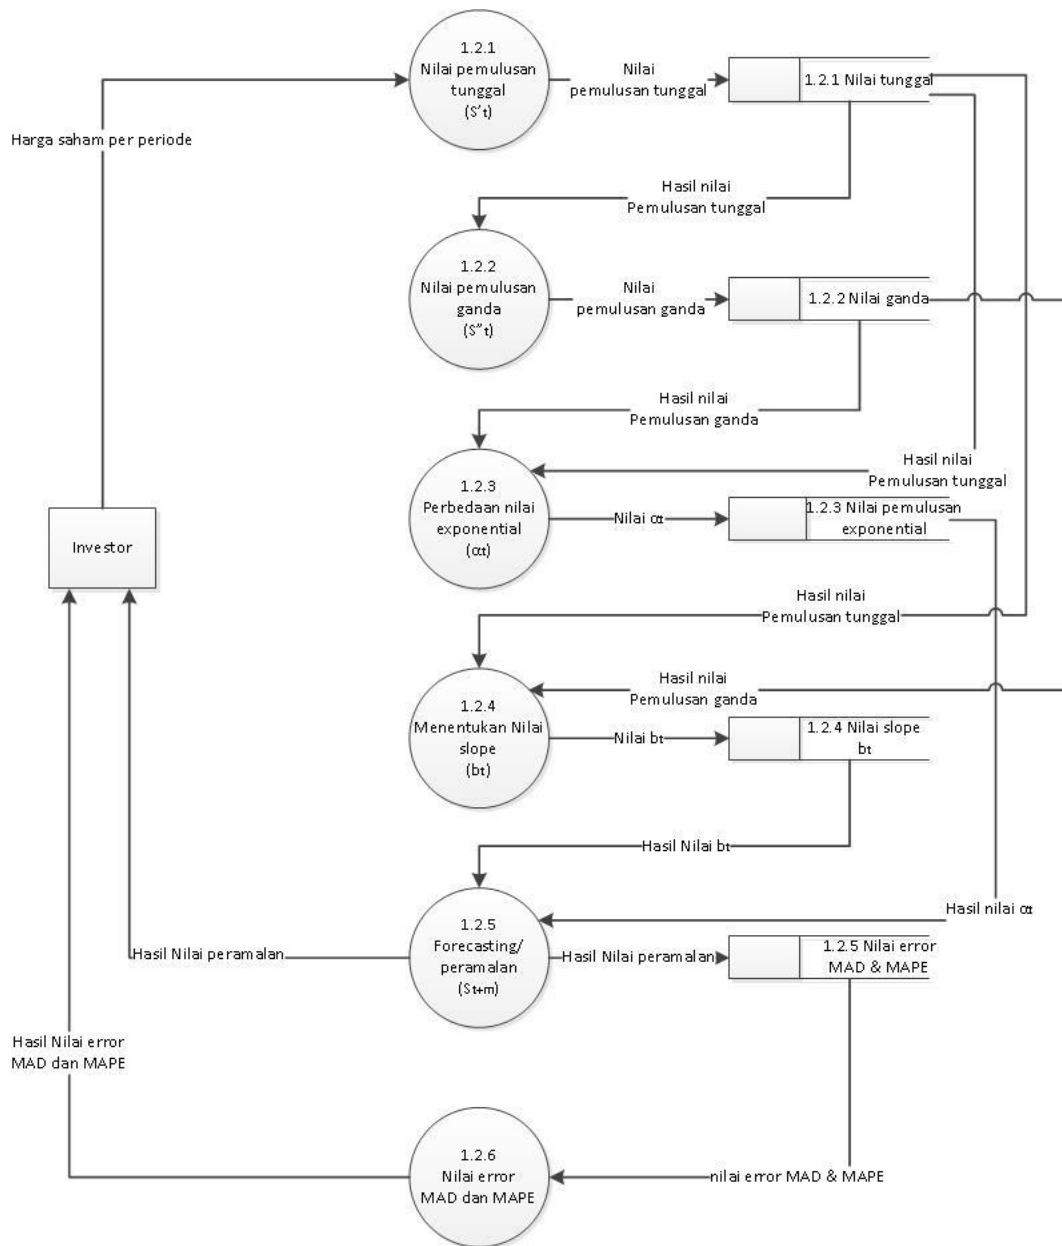 1.2.1
Nilai pemulusan
tunggal
(S't)
Nilai
pemulusan tunggal
1.2.1 Nilai tunggal
Harga saham per periode
Hasil nilai
Pemulusan tunggal
1.2.2
Nilai pemulusan
ganda
(S"t)
Nilai
pemulusan ganda
1.2.2 Nilai ganda
Hasil nilai
Pemulusan ganda
Hasil nilai
Pemulusan tunggal
1.2.3
Perbedaan nilai
exponential
(αt)
Nilai αt
1.2.3 Nilai pemulusan
exponential
Investor
Hasil nilai
Pemulusan tunggal
Hasil nilai
Pemulusan ganda
1.2.4
Menentukan Nilai
slope
(bt)
Nilai bt
1.2.4 Nilai slope
bt
Hasil Nilai bt
Hasil nilai αt
1.2.5
Forecasting/
peramalan
(St+m)
Hasil Nilai peramalan
Hasil Nilai peramalan
1.2.5 Nilai error
MAD & MAPE
Hasil Nilai error
MAD dan MAPE
1.2.6
Nilai error
MAD dan MAPE
nilai error MAD & MAPE